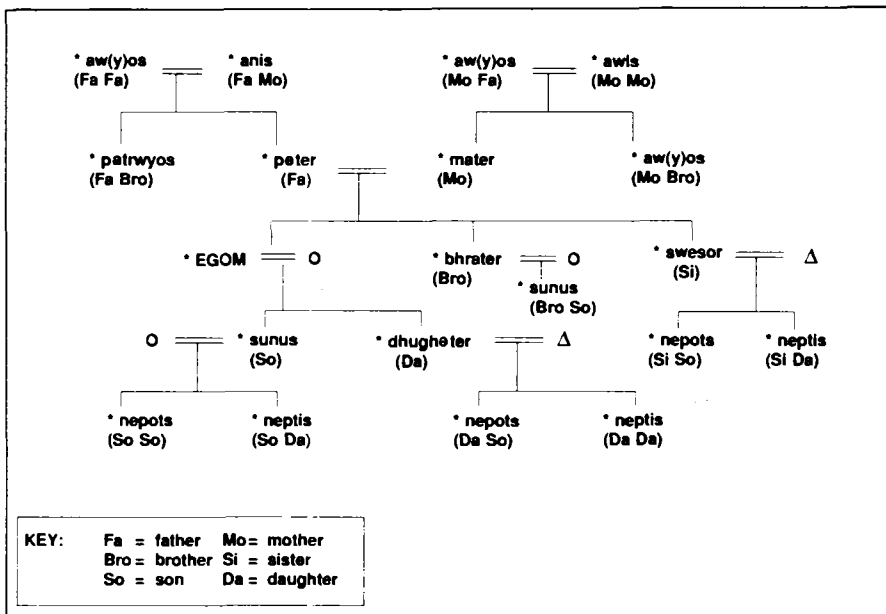 * aw(y)os * anis * aw(y)os * awis
(Fa Fa) (Fa Mo) (Mo Fa) (Mo Mo)
* patrwyos * pəter * mater * aw(y)os
(Fa Bro) (Fa) (Mo) (Mo Bro)
* EGOM O * bhrater O * swesor Δ
(Bro) (Si)
* sunus
(Bro So)
O * sunus * dhughəter Δ * nepots * neptis
(So) (Da) (Si So) (Si Da)
* nepots * neptis * nepots * neptis
(So So) (So Da) (Da So) (Da Da)
KEY: Fa = father Mo = mother
Bro = brother Si = sister
So = son Da = daughter